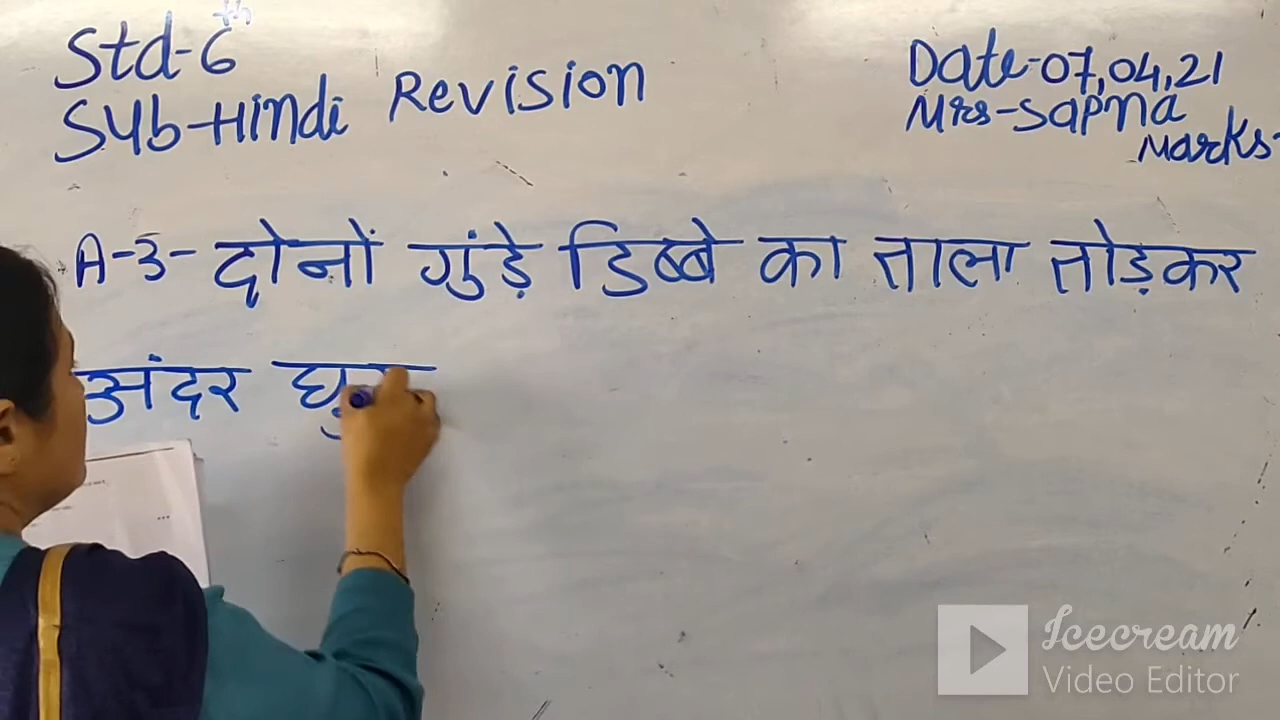 Std-6th
Sub-Hindi Revision
Date-07,04,21
Mrs-Sapna
Marks-
A-3- दोनों गुंड़े डिब्बे का ताला तोड़कर
अंदर
Icecream
Video Editor